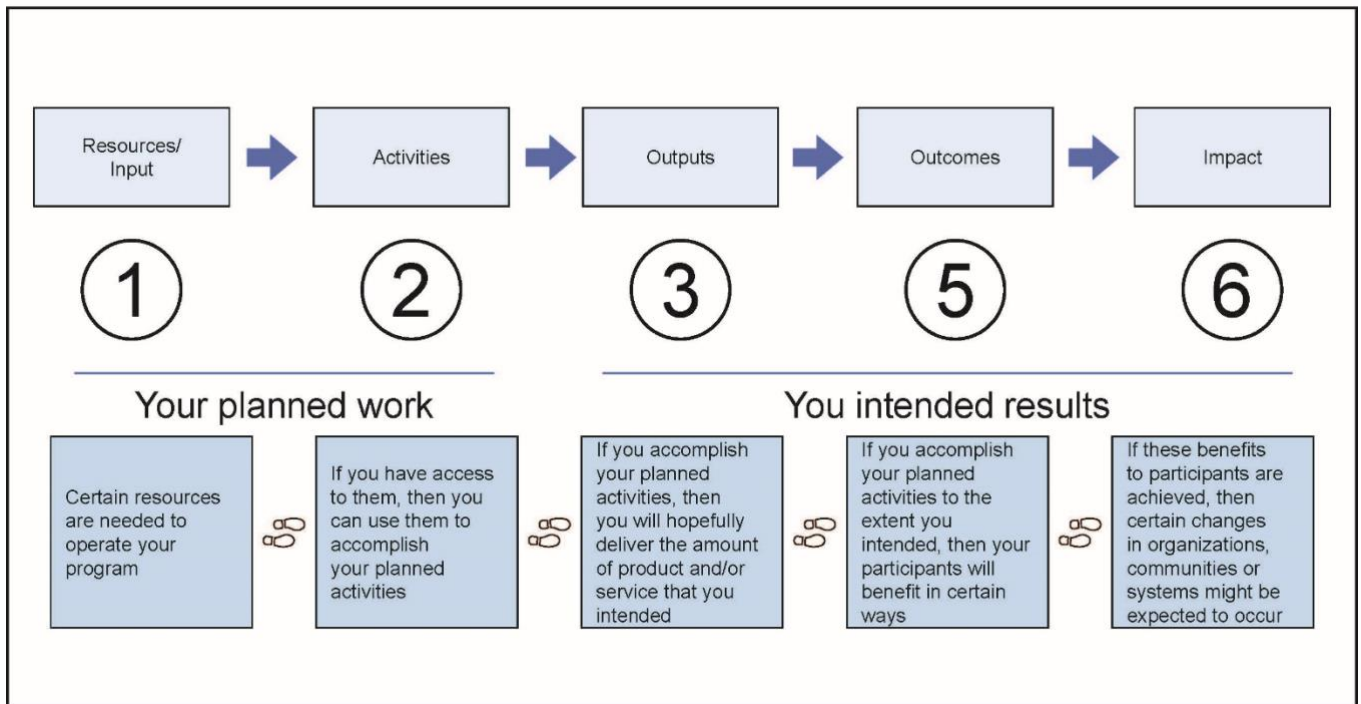 Resources/
Input
Activities
Outputs
Outcomes
Impact
1
2
3
5
6
Your planned work
You intended results
Certain resources
are needed to
operate your
program
If you have access
to them, then you
can use them to
accomplish
your planned
activities
If you accomplish
your planned
activities, then
you will hopefully
deliver the amount
of product and/or
service that you
intended
If you accomplish
your planned
activities to the
extent you
intended, then your
participants will
benefit in certain
ways
If these benefits
to participants are
achieved, then
certain changes
in organizations,
communities or
systems might be
expected to occur